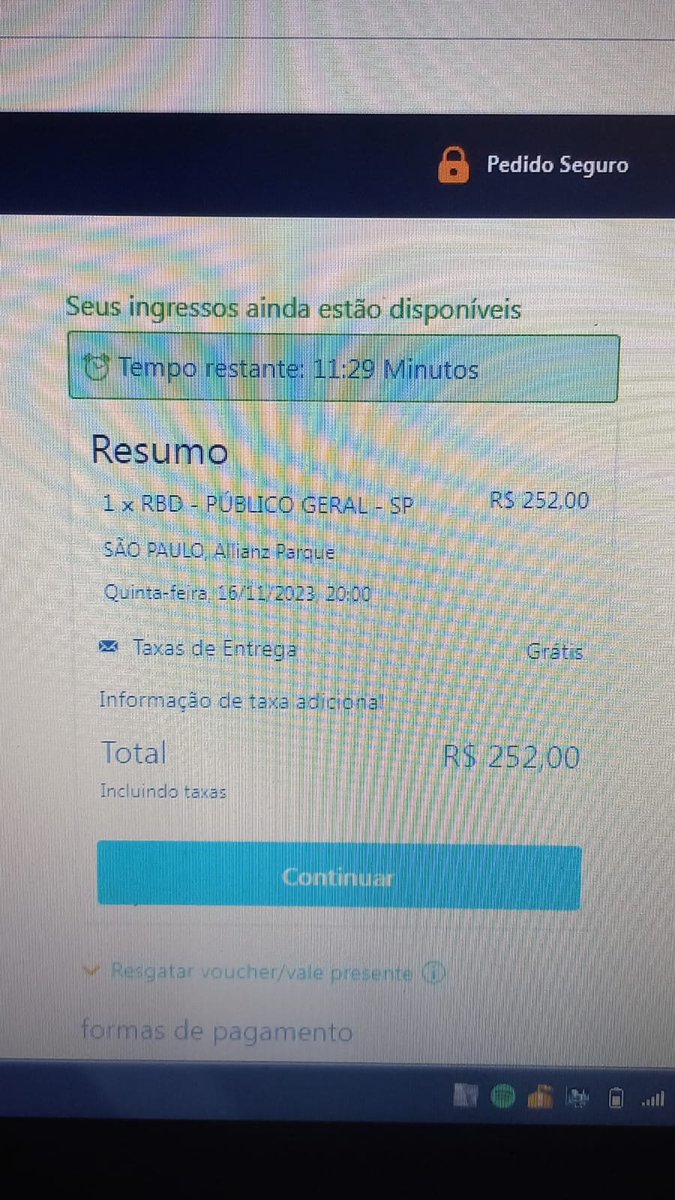 Pedido Seguro
Seus ingressos ainda estão disponíveis
Tempo restante: 11:29 Minutos
Resumo
1 x RBD - PÚBLICO GERAL - SP R$ 252,00
SÃO PAULO, Allianz Parque
Quinta-feira, 16/11/2023, 20:00
Taxas de Entrega Grátis
Informação de taxa adicional
Total R$ 252,00
Incluindo taxas
Continuar
Resgatar voucher/vale presente
formas de pagamento